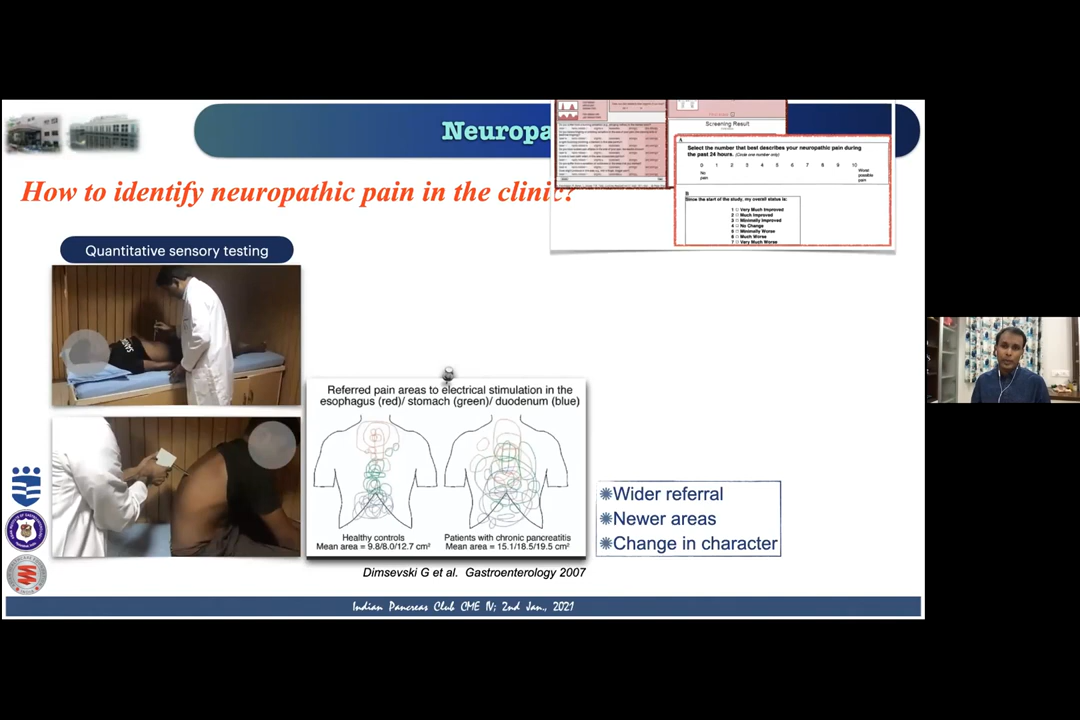 Neuropa
How to identify neuropathic pain in the clinic?
Screening Result
A
Select the number that best describes your neuropathic pain during
the past 24 hours. (Circle one number only)
0 1 2 3 4 5 6 7 8 9 10
No
pain
Worst
possible
pain
B
Since the start of the study, my overall status is:
1 Very Much Improved
2 Much Improved
3 Minimally Improved
4 No Change
5 Minimally Worse
6 Much Worse
7 Very Much Worse
Quantitative sensory testing
Referred pain areas to electrical stimulation in the
esophagus (red)/ stomach (green)/ duodenum (blue)
Healthy controls
Mean area = 9.8/8.0/12.7 cm²
Patients with chronic pancreatitis
Mean area = 15.1/18.5/19.5 cm²
Wider referral
Newer areas
Change in character
Dimsevski G et al. Gastroenterology 2007
Indian Pancreas Club CME IV; 2nd Jan., 2021